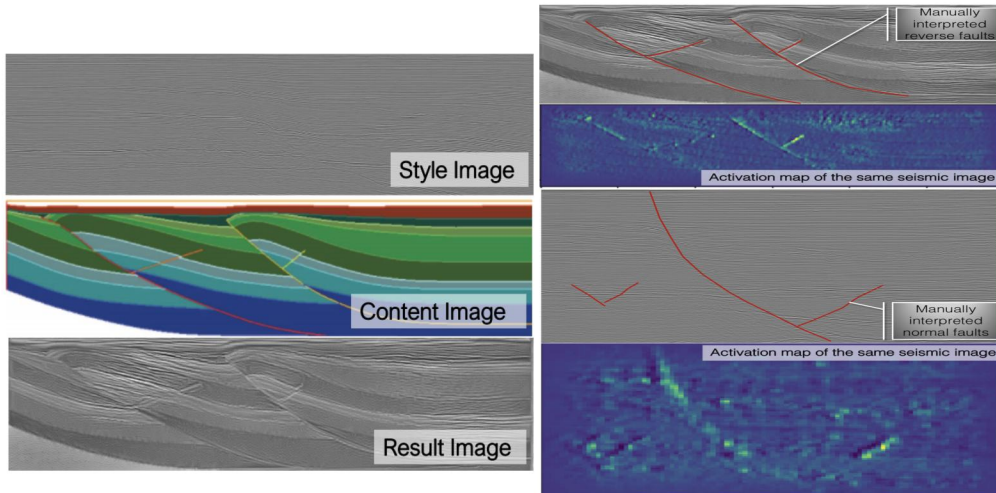 Style Image
Content Image
Result Image
Manually
interpreted
reverse faults
Activation map of the same seismic image
Manually
interpreted
normal faults
Activation map of the same seismic image